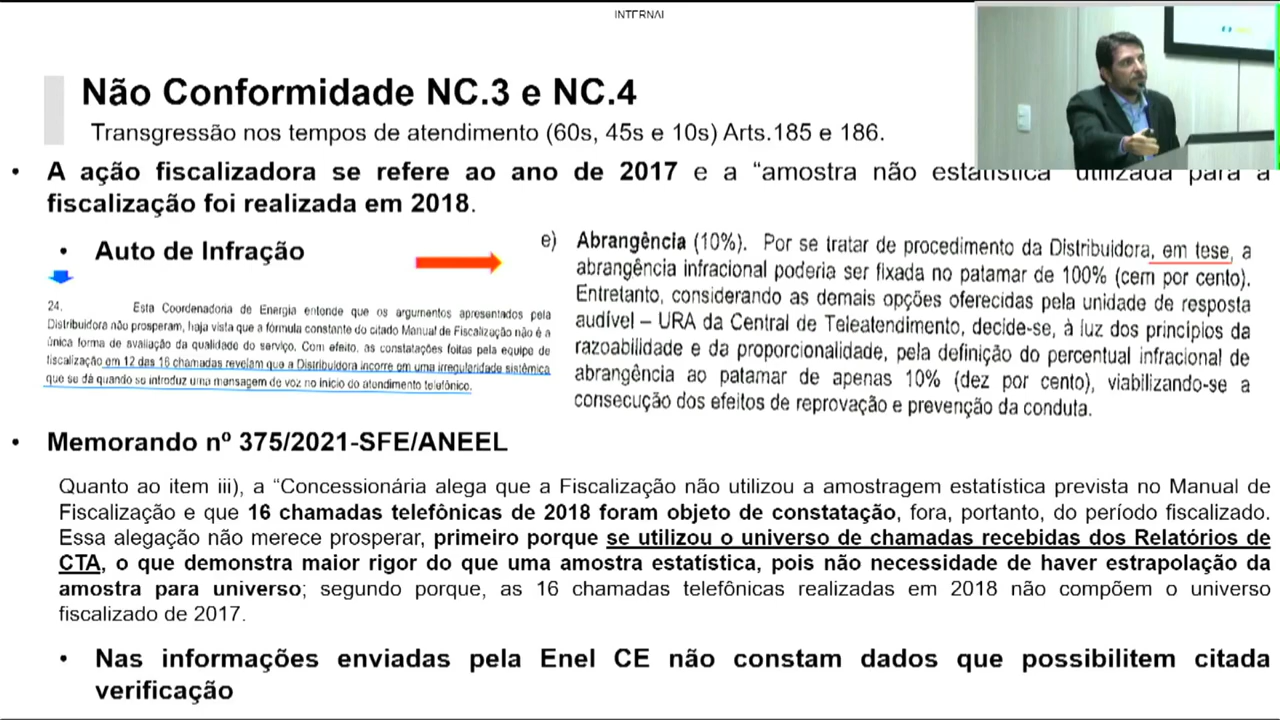 INTERNAL
Não Conformidade NC.3 e NC.4
Transgressão nos tempos de atendimento (60s, 45s e 10s) Arts.185 e 186.
• A ação fiscalizadora se refere ao ano de 2017 e a “amostra não estatística” utilizada para a
fiscalização foi realizada em 2018.
• Auto de Infração
24. Esta Coordenadoria de Energia entende que os argumentos apresentados pela
Distribuidora não prosperam, haja vista que a fórmula constante do citado Manual de Fiscalização não é a
única forma de avaliação da qualidade do serviço. Com efeito, as constatações feitas pela equipe de
fiscalização em 12 das 16 chamadas revelam que a Distribuidora incorre em uma irregularidade sistêmica
que se dá quando se introduz uma mensagem de voz no início do atendimento telefônico.
e) Abrangência (10%). Por se tratar de procedimento da Distribuidora, em tese, a
abrangência infracional poderia ser fixada no patamar de 100% (cem por cento).
Entretanto, considerando as demais opções oferecidas pela unidade de resposta
audível – URA da Central de Teleatendimento, decide-se, à luz dos princípios da
razoabilidade e da proporcionalidade, pela definição do percentual infracional de
abrangência ao patamar de apenas 10% (dez por cento), viabilizando-se a
consecução dos efeitos de reprovação e prevenção da conduta.
• Memorando nº 375/2021-SFE/ANEEL
Quanto ao item iii), a “Concessionária alega que a Fiscalização não utilizou a amostragem estatística prevista no Manual de
Fiscalização e que 16 chamadas telefônicas de 2018 foram objeto de constatação, fora, portanto, do período fiscalizado.
Essa alegação não merece prosperar, primeiro porque se utilizou o universo de chamadas recebidas dos Relatórios de
CTA, o que demonstra maior rigor do que uma amostra estatística, pois não necessidade de haver estrapolação da
amostra para universo; segundo porque, as 16 chamadas telefônicas realizadas em 2018 não compõem o universo
fiscalizado de 2017.
• Nas informações enviadas pela Enel CE não constam dados que possibilitem citada
verificação